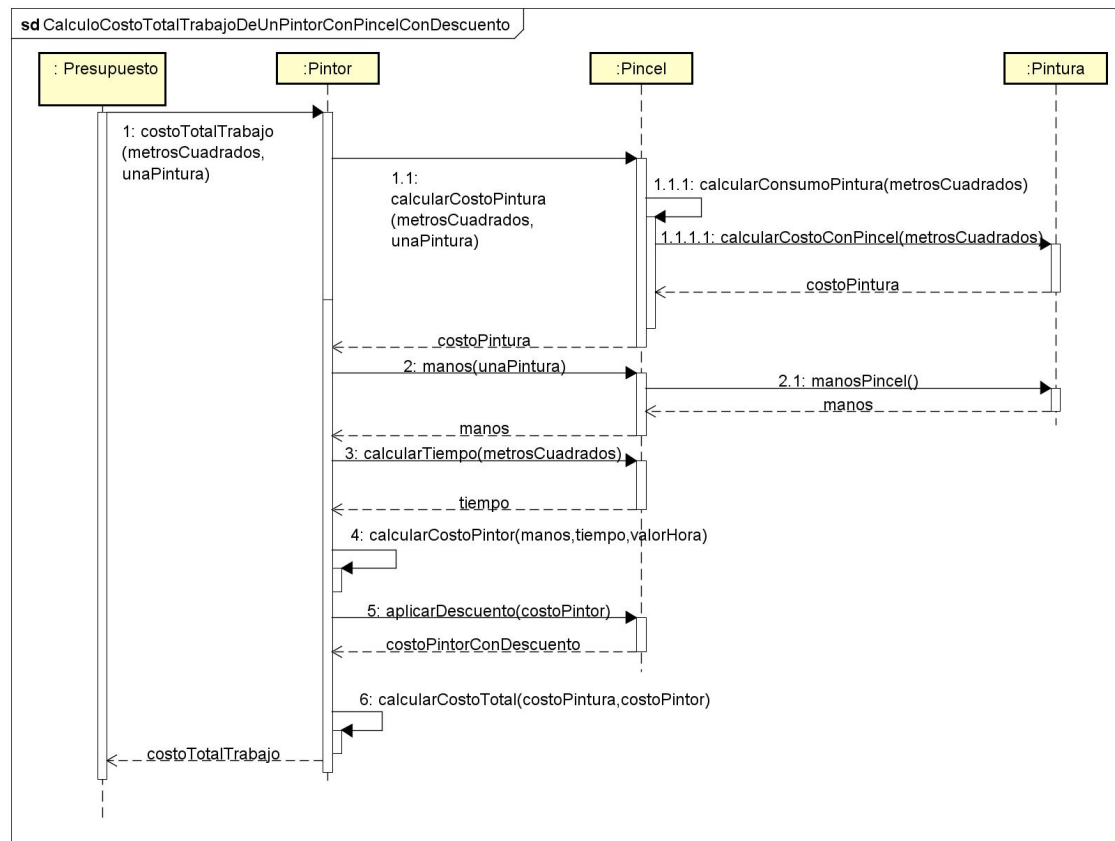 sd CalculoCostoTotalTrabajoDeUnPintorConPincelConDescuento
: Presupuesto
:Pintor
:Pincel
:Pintura
1: costoTotalTrabajo
(metrosCuadrados,
unaPintura)
1.1:
calcularCostoPintura
(metrosCuadrados,
unaPintura)
1.1.1: calcularConsumoPintura(metrosCuadrados)
1.1.1.1: calcularCostoConPincel(metrosCuadrados)
costoPintura
costoPintura
2: manos(unaPintura)
2.1: manosPincel()
manos
manos
3: calcularTiempo(metrosCuadrados)
tiempo
4: calcularCostoPintor(manos,tiempo,valorHora)
5: aplicarDescuento(costoPintor)
costoPintorConDescuento
6: calcularCostoTotal(costoPintura,costoPintor)
costoTotalTrabajo